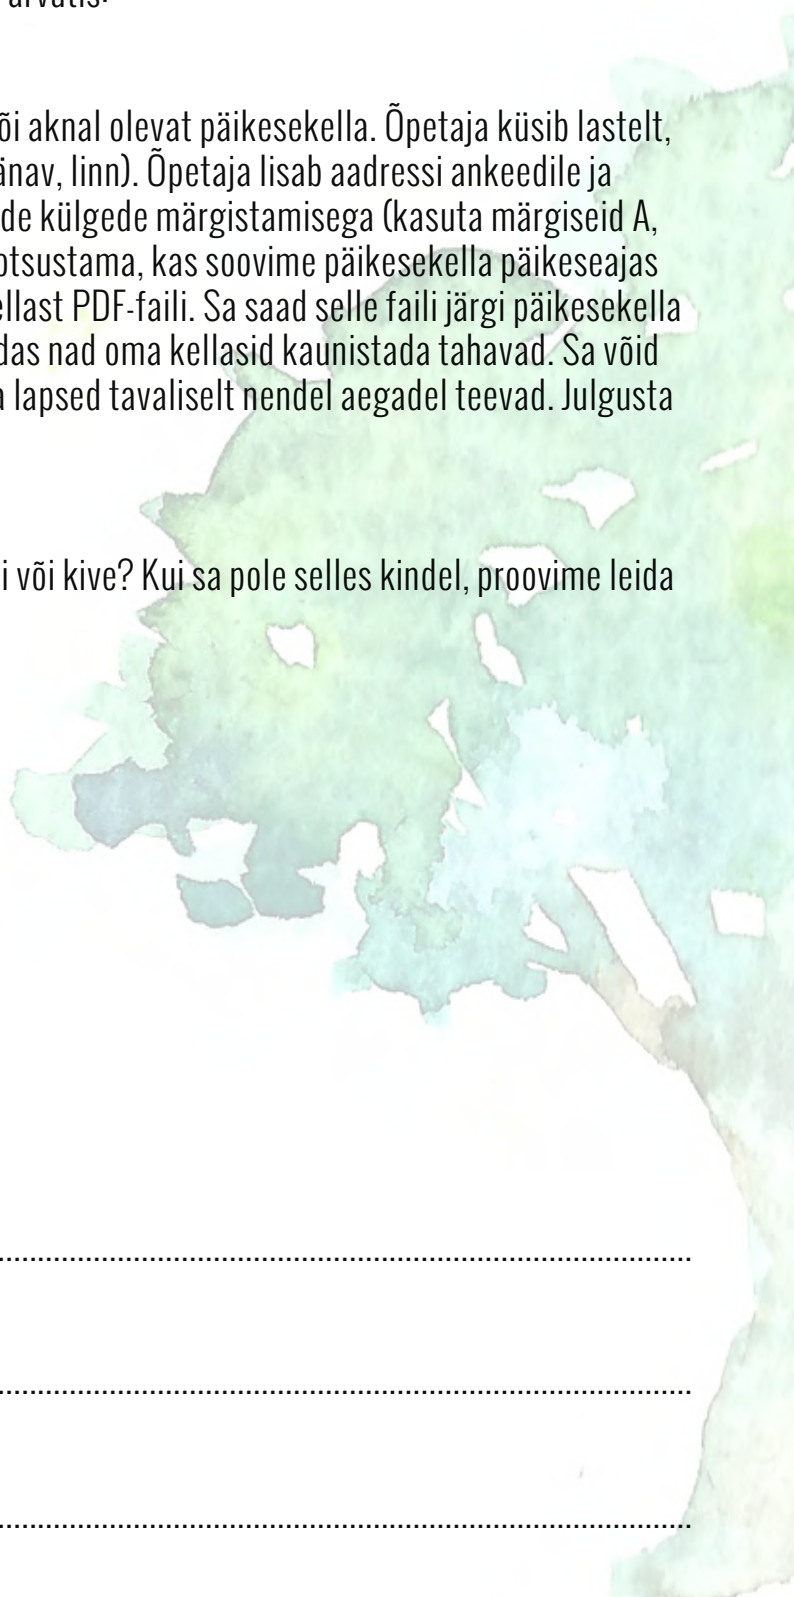 õi aknal olevat päikesekella. Õpetaja küsib lastelt,
änav, linn). Õpetaja lisab aadressi ankeedile ja
de külgede märgistamisega (kasuta märgiseid A,
otsustama, kas soovime päikesekella päikeseajas
ellast PDF-faili. Sa saad selle faili järgi päikesekella
das nad oma kellasid kaunistada tahavad. Sa võid
a lapsed tavaliselt nendel aegadel teevad. Julgusta
i või kive? Kui sa pole selles kindel, proovime leida